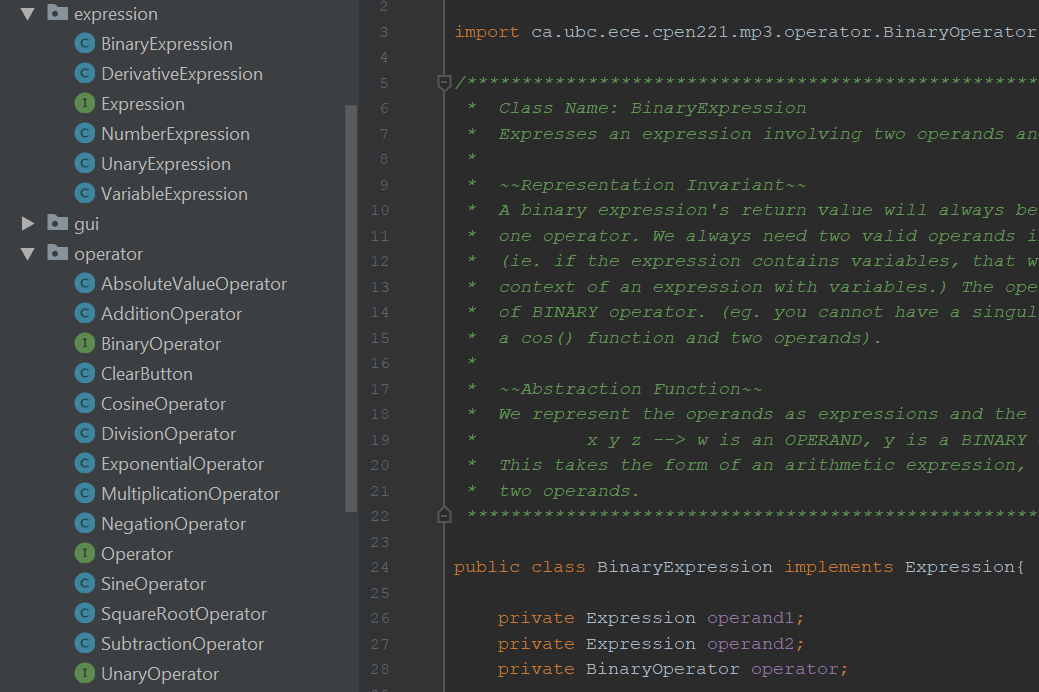 expression
BinaryExpression
DerivativeExpression
Expression
NumberExpression
UnaryExpression
VariableExpression
gui
operator
AbsoluteValueOperator
AdditionOperator
BinaryOperator
ClearButton
CosineOperator
DivisionOperator
ExponentialOperator
MultiplicationOperator
NegationOperator
Operator
SineOperator
SquareRootOperator
SubtractionOperator
UnaryOperator
2
3 import ca.ubc.ece.cpen221.mp3.operator.BinaryOperator
4
5 /****************************************************
6 * Class Name: BinaryExpression
7 * Expresses an expression involving two operands an
8 *
9 * ~~Representation Invariant~~
10 * A binary expression's return value will always be
11 * one operator. We always need two valid operands i
12 * (ie. if the expression contains variables, that w
13 * context of an expression with variables.) The ope
14 * of BINARY operator. (eg. you cannot have a singul
15 * a cos() function and two operands).
16 *
17 * ~~Abstraction Function~~
18 * We represent the operands as expressions and the
19 * x y z --> w is an OPERAND, y is a BINARY
20 * This takes the form of an arithmetic expression,
21 * two operands.
22 ****************************************************
23
24 public class BinaryExpression implements Expression{
25
26 private Expression operand1;
27 private Expression operand2;
28 private BinaryOperator operator;